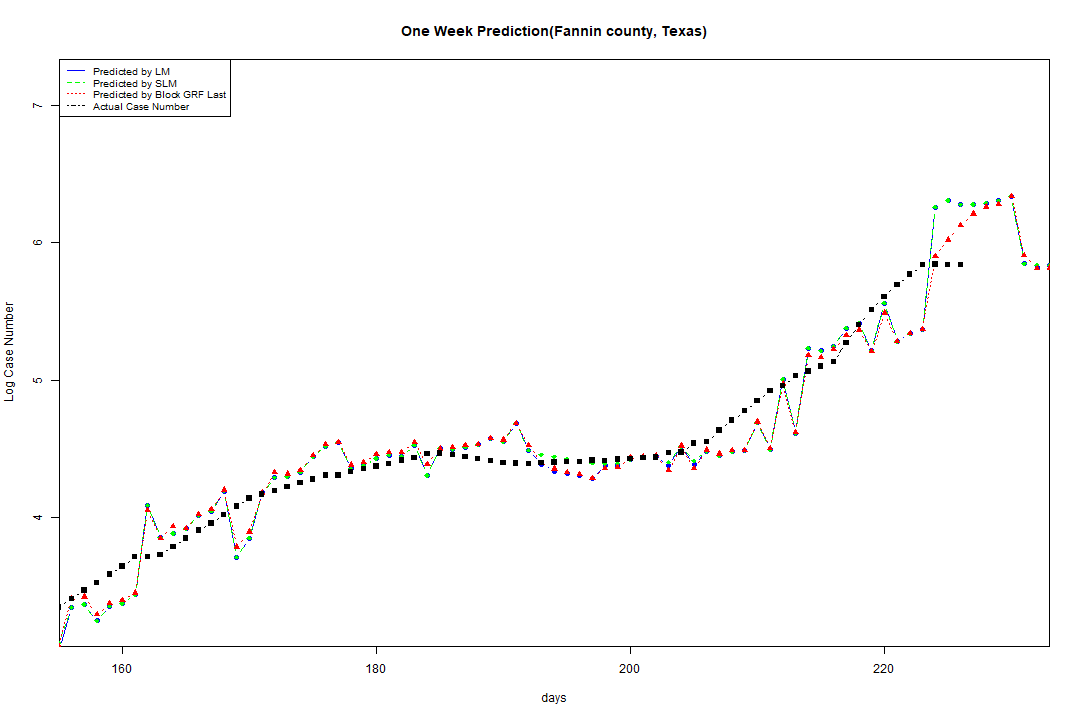 One Week Prediction(Fannin county, Texas)
Predicted by LM
Predicted by SLM
Predicted by Block GRF Last
Actual Case Number
7
6
5
4
Log Case Number
160 180 200 220
days